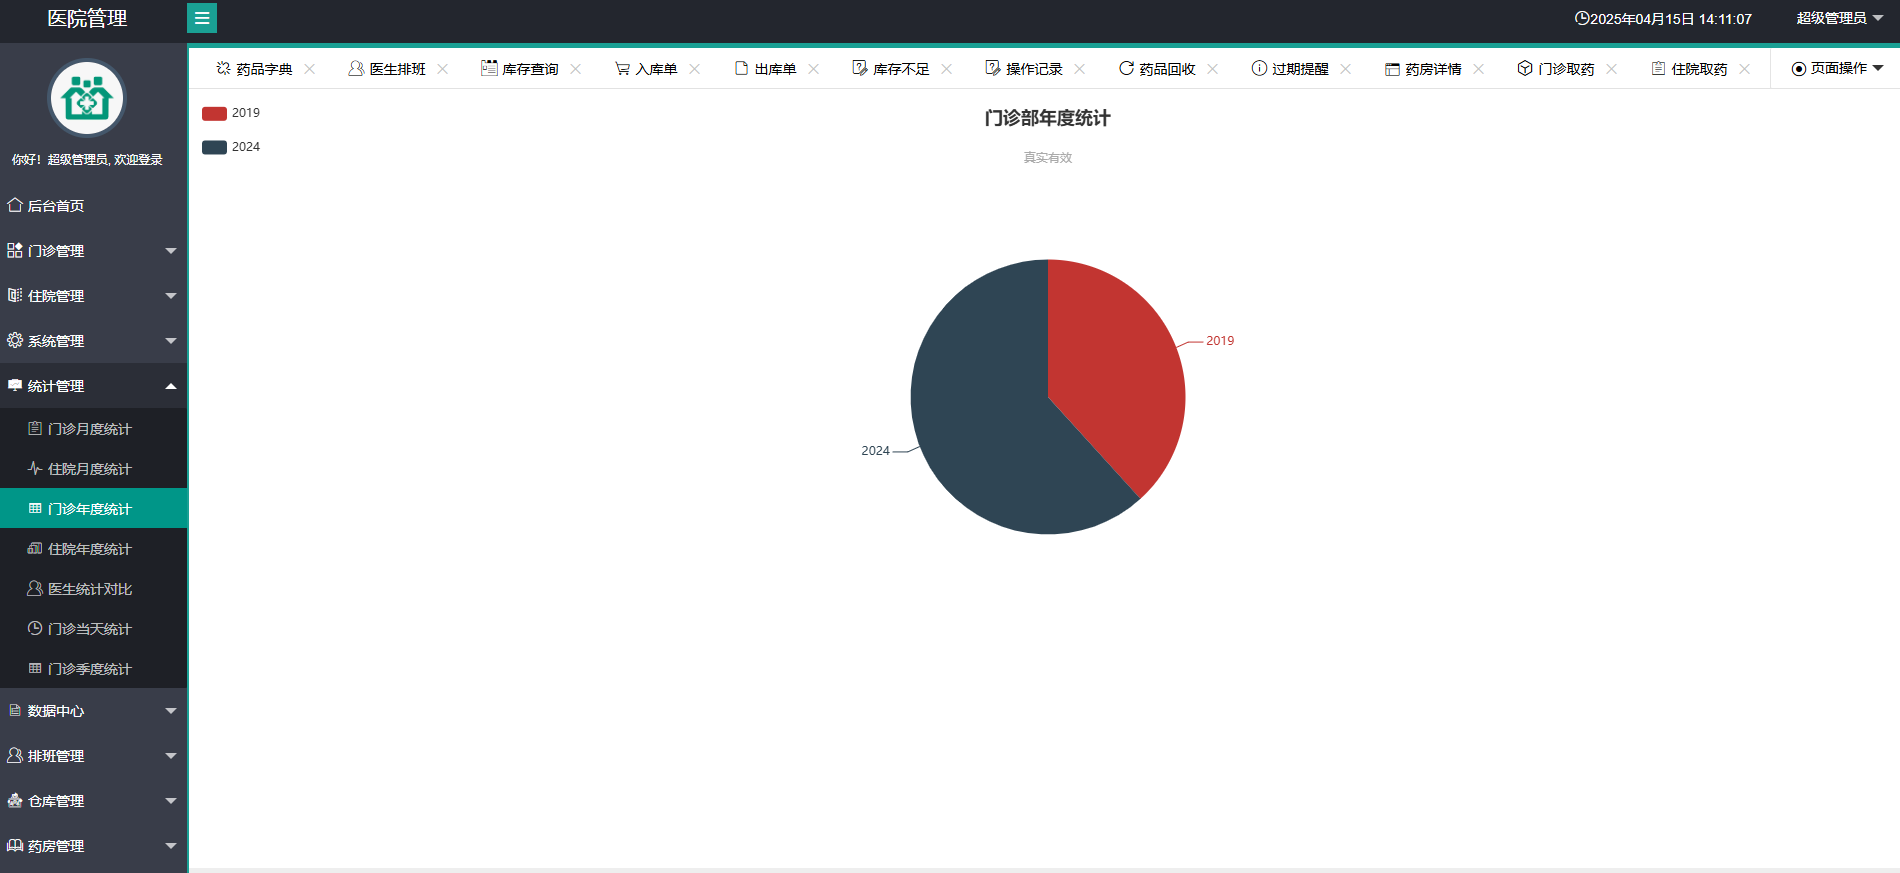 医院管理
2025年04月15日 14:11:07
超级管理员
你好！超级管理员, 欢迎登录
后台首页
门诊管理
住院管理
系统管理
统计管理
门诊月度统计
住院月度统计
门诊年度统计
住院年度统计
医生统计对比
门诊当天统计
门诊季度统计
数据中心
排班管理
仓库管理
药房管理
药品字典
医生排班
库存查询
入库单
出库单
库存不足
操作记录
药品回收
过期提醒
药房详情
门诊取药
住院取药
页面操作
2019
2024
门诊部年度统计
真实有效
2019
2024